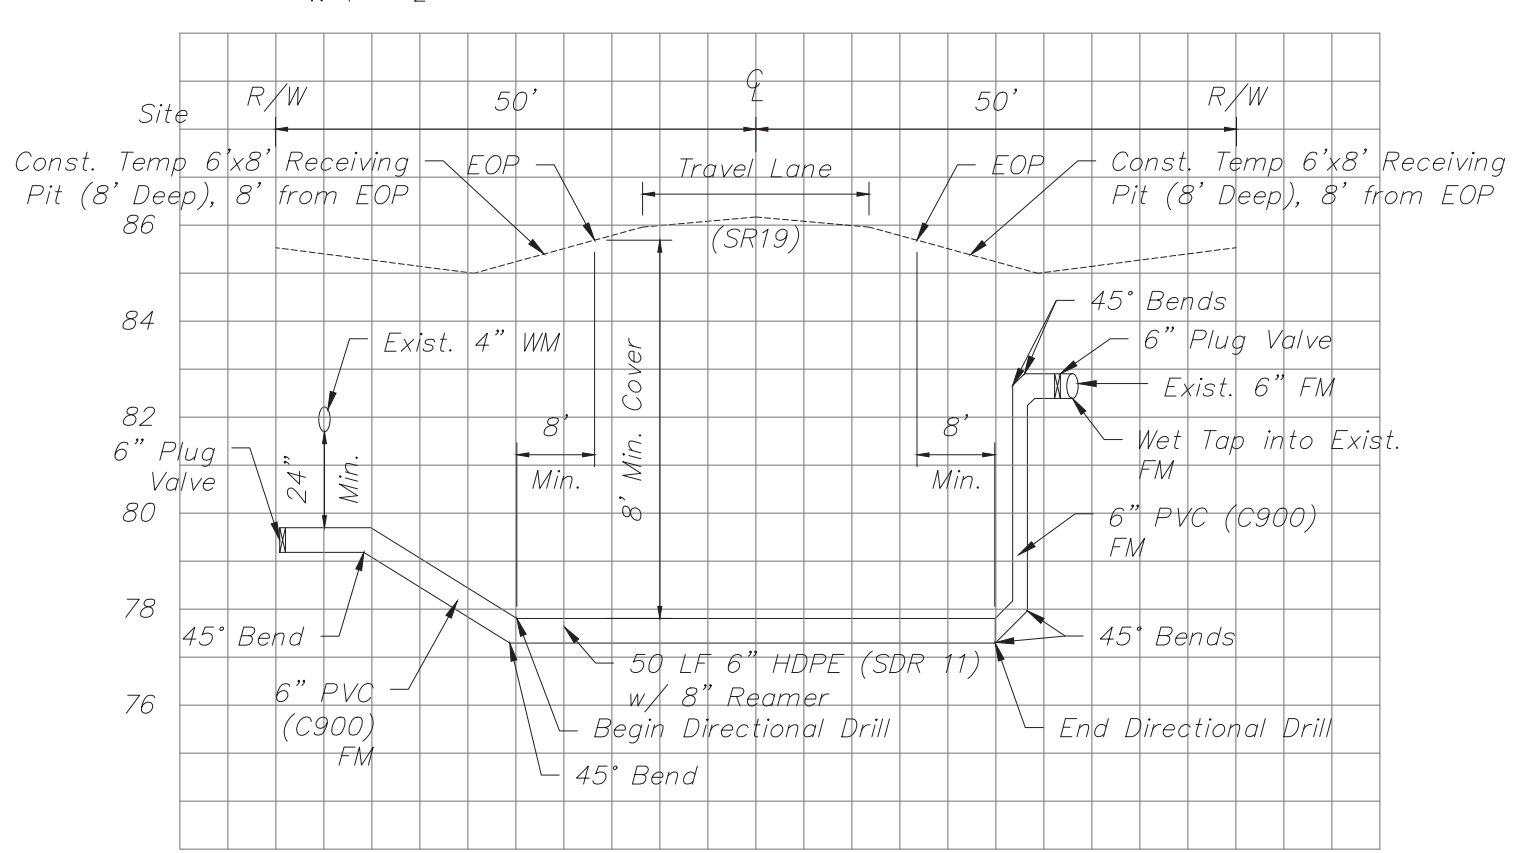 R/W
50'
℄
50'
R/W
Site
Const. Temp 6'x8' Receiving
Pit (8' Deep), 8' from EOP
EOP
Travel Lane
(SR19)
EOP
Const. Temp 6'x8' Receiving
Pit (8' Deep), 8' from EOP
86
84
82
80
78
76
Exist. 4" WM
6" Plug
Valve
24"
Min.
8'
Min.
8' Min. Cover
8'
Min.
45° Bends
6" Plug Valve
Exist. 6" FM
Wet Tap into Exist.
FM
6" PVC (C900)
FM
45° Bend
45° Bends
50 LF 6" HDPE (SDR 11)
w/ 8" Reamer
6" PVC
(C900)
FM
Begin Directional Drill
End Directional Drill
45° Bend